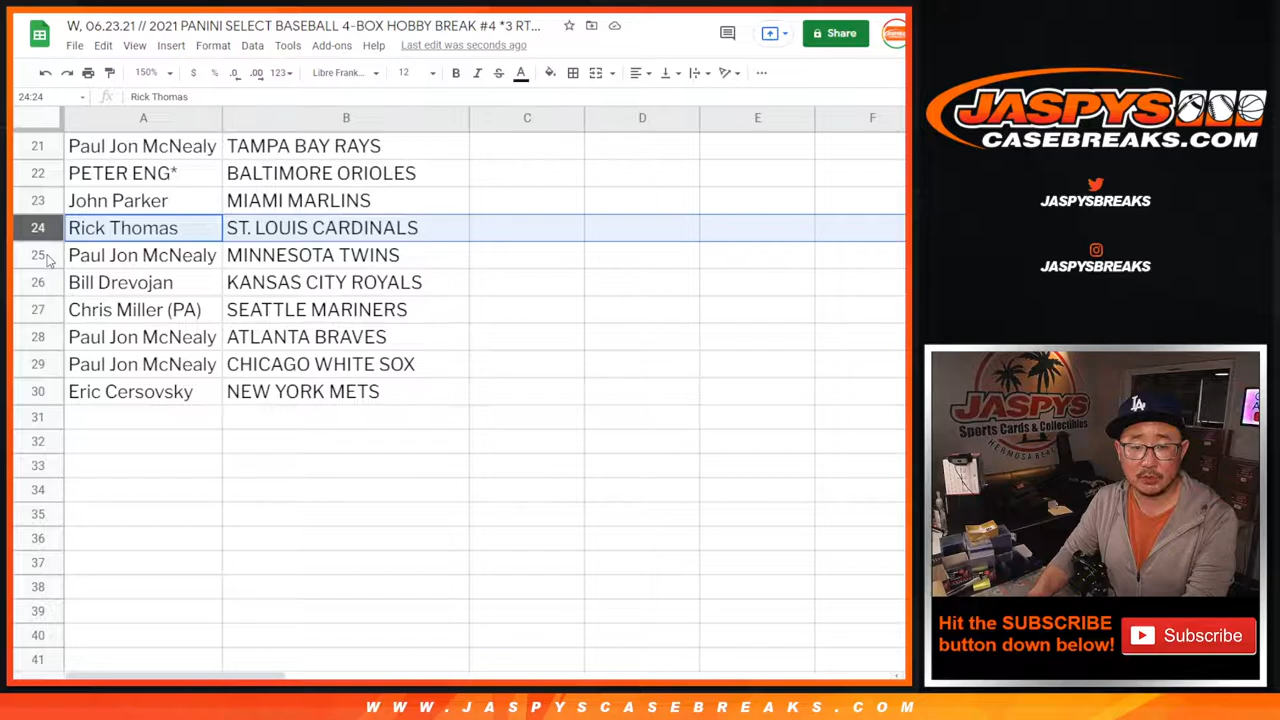 W, 06.23.21 // 2021 PANINI SELECT BASEBALL 4-BOX HOBBY BREAK #4 *3 RT...
File Edit View Insert Format Data Tools Add-ons Help Last edit was seconds ago
Share
150% $ % .0 .00 123 Libre Frank... 12 B I S A
24:24 fx Rick Thomas
A B C D E F
21 Paul Jon McNealy TAMPA BAY RAYS
22 PETER ENG* BALTIMORE ORIOLES
23 John Parker MIAMI MARLINS
24 Rick Thomas ST. LOUIS CARDINALS
25 Paul Jon McNealy MINNESOTA TWINS
26 Bill Drevojan KANSAS CITY ROYALS
27 Chris Miller (PA) SEATTLE MARINERS
28 Paul Jon McNealy ATLANTA BRAVES
29 Paul Jon McNealy CHICAGO WHITE SOX
30 Eric Cersovsky NEW YORK METS
31
32
33
34
35
36
37
38
39
40
41
JASPYS
CASEBREAKS.COM
JASPYSBREAKS
JASPYSBREAKS
JASPYS
Sports Cards & Collectibles
HERMOSA BEA
LA
Hit the SUBSCRIBE
button down below!
Subscribe
WWW.JASPYSCASEBREAKS.COM